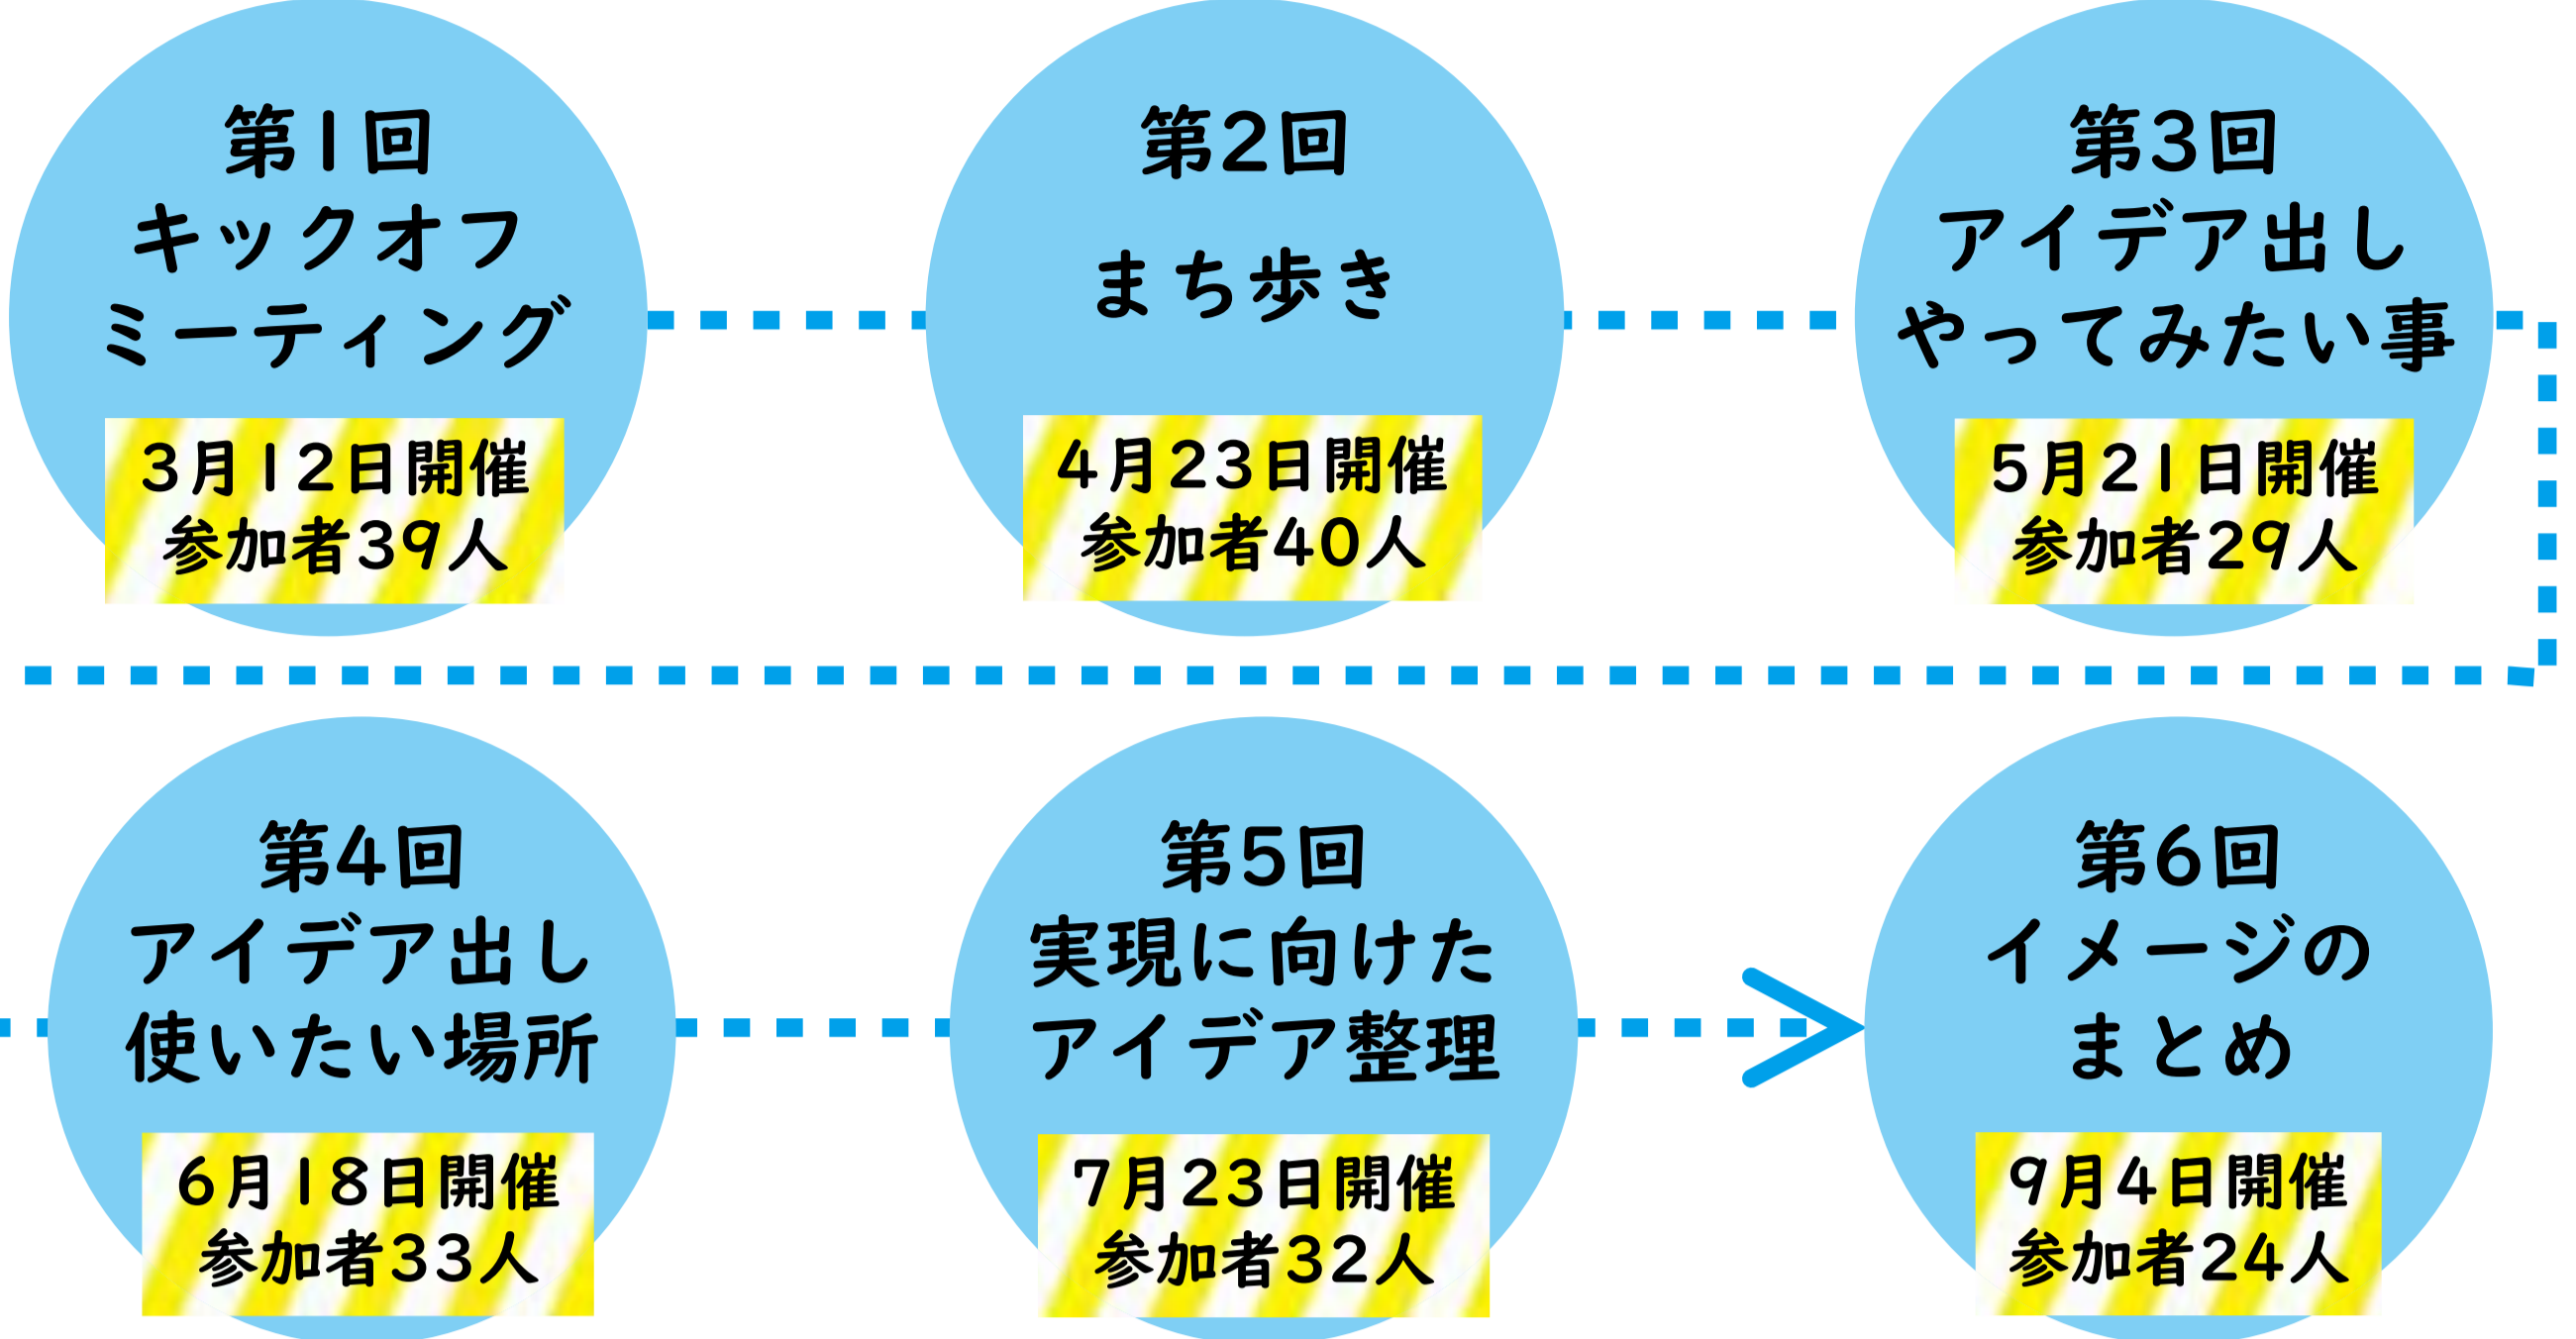 第1回
キックオフ
ミーティング
3月12日開催
参加者39人
第2回
まち歩き
4月23日開催
参加者40人
第3回
アイデア出し
やってみたい事
5月21日開催
参加者29人
第4回
アイデア出し
使いたい場所
6月18日開催
参加者33人
第5回
実現に向けた
アイデア整理
7月23日開催
参加者32人
第6回
イメージの
まとめ
9月4日開催
参加者24人